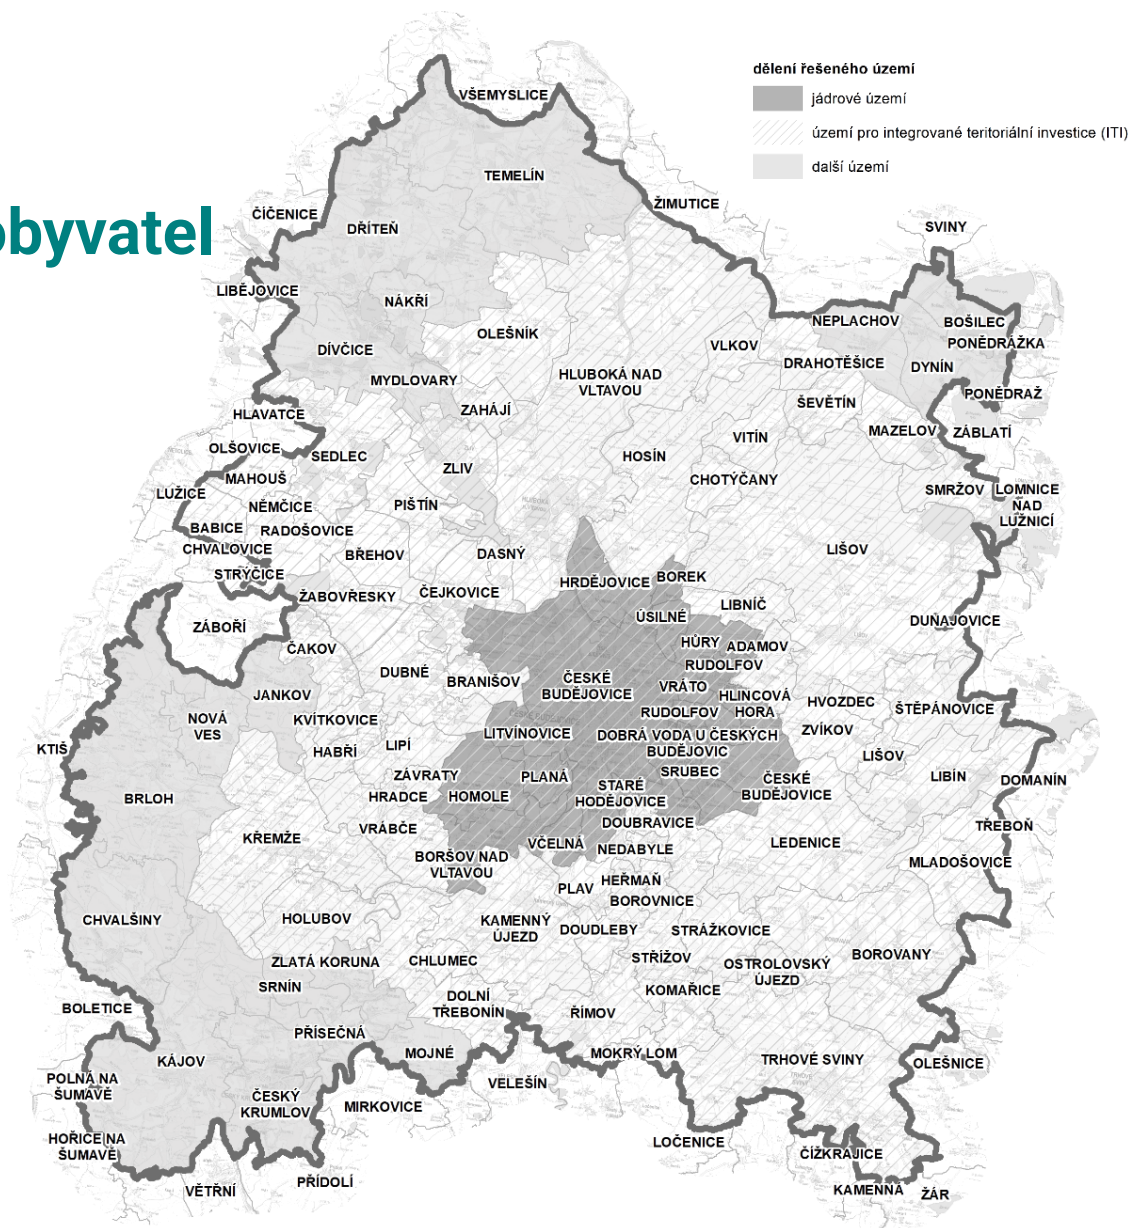 dělení řešeného území
jádrové území
území pro integrované teritoriální investice (ITI)
další území
obyvatel
VŠEMYSLICE
TEMELÍN
ŽIMUTICE
ČÍČENICE
DŘÍTEŇ
SVINY
LIBĚJOVICE
NÁKŘÍ
NEPLACHOV
BOŠILEC
OLEŠNÍK
PONĚDRÁŽKA
VLKOV
DÍVČICE
DRAHOTĚŠICE
DYNÍN
MYDLOVARY
HLUBOKÁ NAD
VLTAVOU
PONĚDRAŽ
ŠEVĚTÍN
HLAVATCE
ZAHÁJÍ
MAZELOV
ZÁBLATÍ
VITÍN
OLŠOVICE
SEDLEC
HOSÍN
ZLIV
MAHOUŠ
CHOTÝČANY
LUŽICE
SMRŽOV
LOMNICE
NAD
LUŽNICÍ
NĚMČICE
PIŠTÍN
BABICE
RADOŠOVICE
CHVALOVICE
BŘEHOV
DASNÝ
LIŠOV
STRÝČICE
HRDĚJOVICE
BOREK
ŽABOVŘESKY
ČEJKOVICE
LIBNÍČ
ÚSILNÉ
ZÁBOŘÍ
DUNAJOVICE
ČAKOV
HŮRY
ADAMOV
RUDOLFOV
DUBNÉ
BRANIŠOV
ČESKÉ
BUDĚJOVICE
VRÁTO
JANKOV
HLINCOVÁ
HORA
HVOZDEC
ŠTĚPÁNOVICE
NOVÁ
VES
KVÍTKOVICE
RUDOLFOV
ZVÍKOV
LITVÍNOVICE
DOBRÁ VODA U ČESKÝCH
BUDĚJOVIC
KTIŠ
HABŘÍ
LIPÍ
LIŠOV
SRUBEC
ZÁVRATY
PLANÁ
STARÉ
HODĚJOVICE
ČESKÉ
BUDĚJOVICE
LIBÍN
DOMANÍN
BRLOH
HRADCE
HOMOLE
DOUBRAVICE
TŘEBOŇ
KŘEMŽE
VRÁBČE
VČELNÁ
NEDABYLE
LEDENICE
BORŠOV NAD
VLTAVOU
MLADOŠOVICE
PLAV
HEŘMAŇ
BOROVNICE
CHVALŠINY
HOLUBOV
KAMENNÝ
ÚJEZD
DOUDLEBY
STRÁŽKOVICE
ZLATÁ KORUNA
CHLUMEC
STŘÍŽOV
OSTROLOVSKÝ
ÚJEZD
BOROVANY
SRNÍN
KOMAŘICE
BOLETICE
DOLNÍ
TŘEBONÍN
ŘÍMOV
PŘÍSEČNÁ
KÁJOV
MOJNÉ
MOKRÝ LOM
TRHOVÉ SVINY
OLEŠNICE
POLNÁ NA
ŠUMAVĚ
VELEŠÍN
ČESKÝ
KRUMLOV
MIRKOVICE
HOŘICE NA
ŠUMAVĚ
LOČENICE
ČÍŽKRAJICE
PŘÍDOLÍ
VĚTŘNÍ
KAMENNÁ
ŽÁR